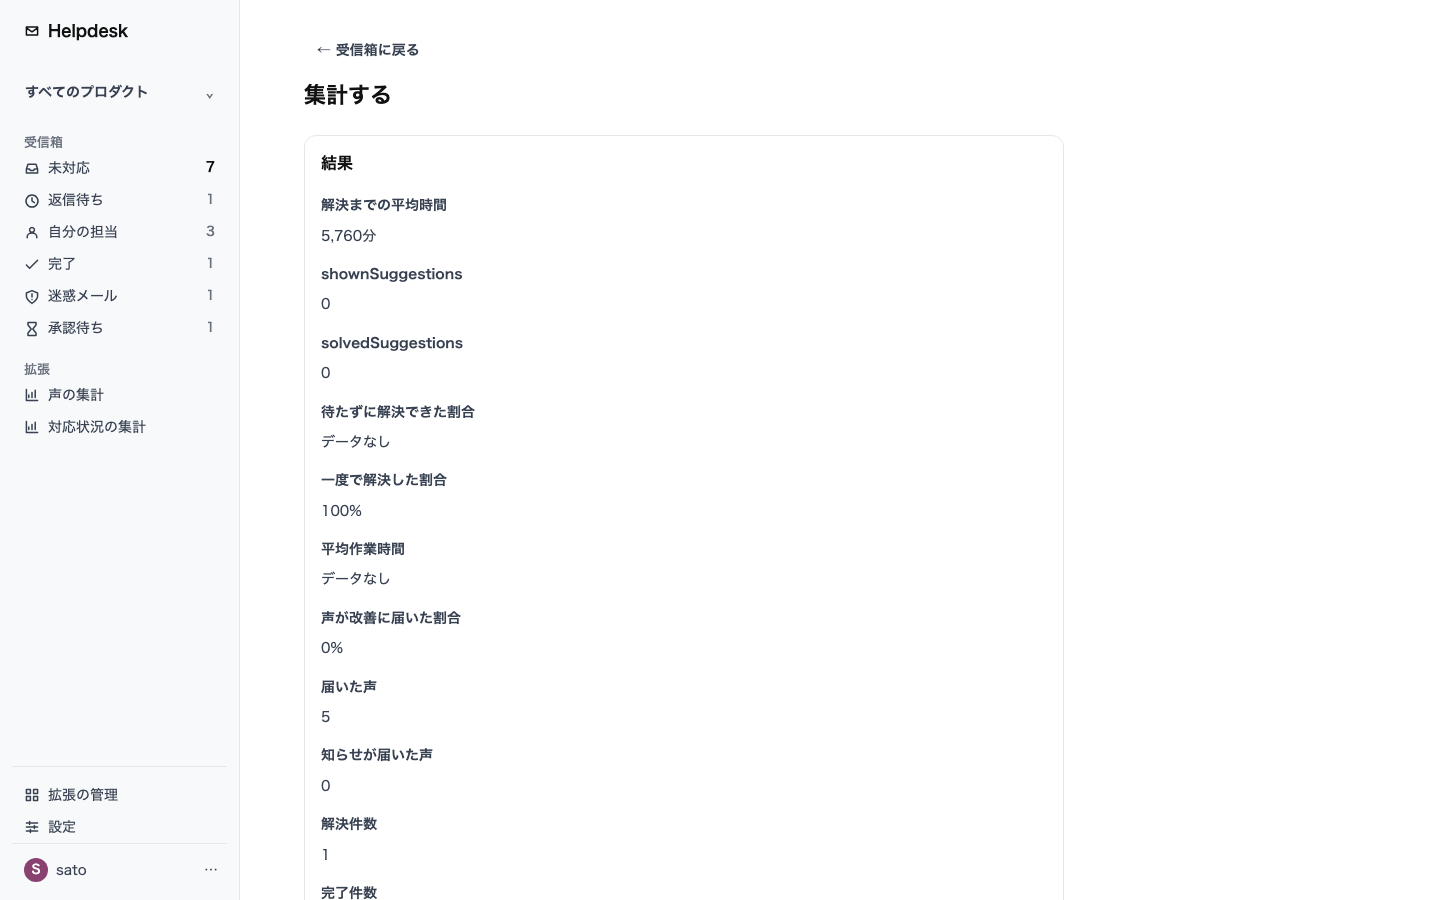 Helpdesk
すべてのプロダクト
受信箱
未対応 7
返信待ち 1
自分の担当 3
完了 1
迷惑メール 1
承認待ち 1
拡張
声の集計
対応状況の集計
拡張の管理
設定
S sato ...
← 受信箱に戻る
集計する
結果
解決までの平均時間
5,760分
shownSuggestions
0
solvedSuggestions
0
待たずに解決できた割合
データなし
一度で解決した割合
100%
平均作業時間
データなし
声が改善に届いた割合
0%
届いた声
5
知らせが届いた声
0
解決件数
1
完了件数